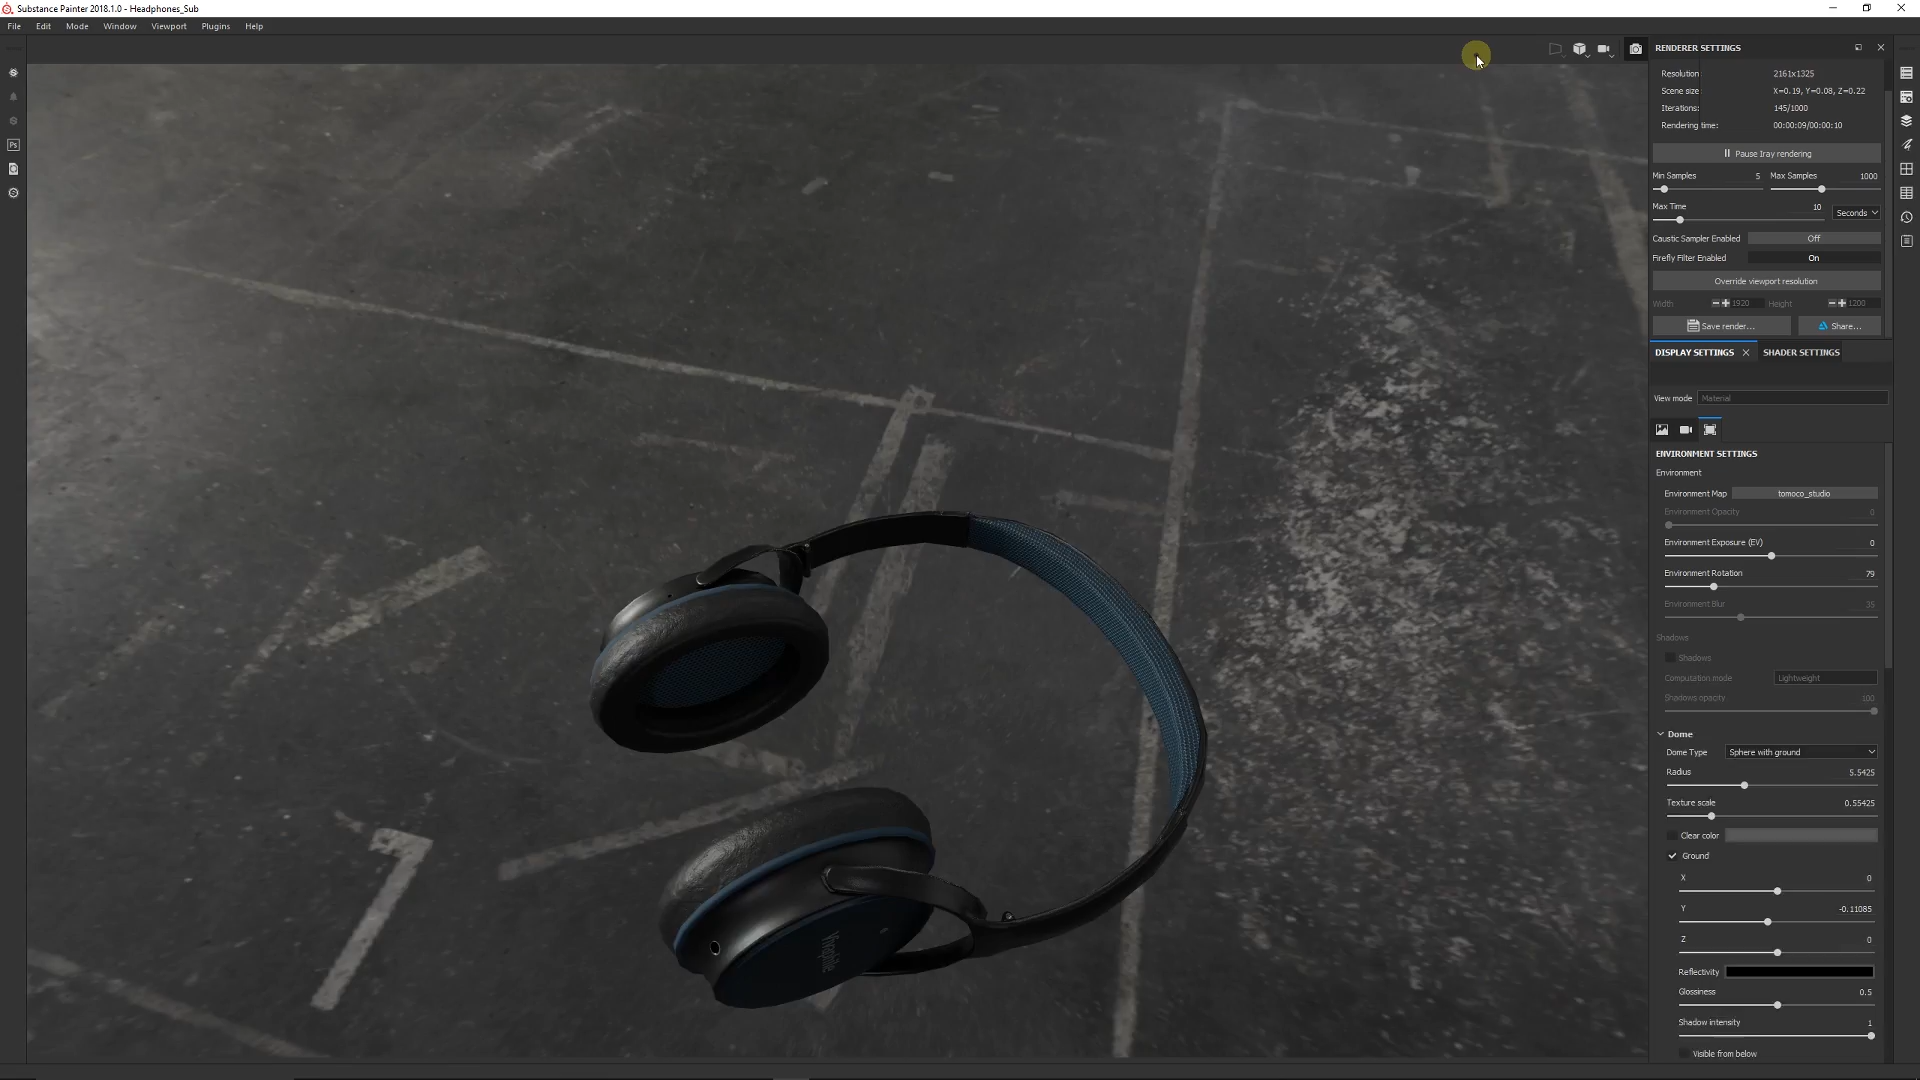 Substance Painter 2018.1.0 - Headphones_Sub
File Edit Mode Window Viewport Plugins Help
RENDERER SETTINGS
Resolution: 2161x1325
Scene size: X=0.19, Y=0.08, Z=0.22
Iterations: 145/1000
Rendering time: 00:00:09/00:00:10
Pause Iray rendering
Min Samples 5 Max Samples 1000
Max Time 10 Seconds
Caustic Sampler Enabled Off
Firefly Filter Enabled On
Override viewport resolution
Width 1920 Height 1200
Save render... Share...
DISPLAY SETTINGS SHADER SETTINGS
View mode Material
ENVIRONMENT SETTINGS
Environment
Environment Map tomoco_studio
Environment Opacity 0
Environment Exposure (EV) 0
Environment Rotation 79
Environment Blur 35
Shadows
Shadows
Computation mode Lightweight
Shadows opacity 100
Dome
Dome Type Sphere with ground
Radius 5.5425
Texture scale 0.55425
Clear color
Ground
X 0
Y -0.11085
Z 0
Reflectivity
Glossiness 0.5
Shadow intensity 1
Visible from below
Ps